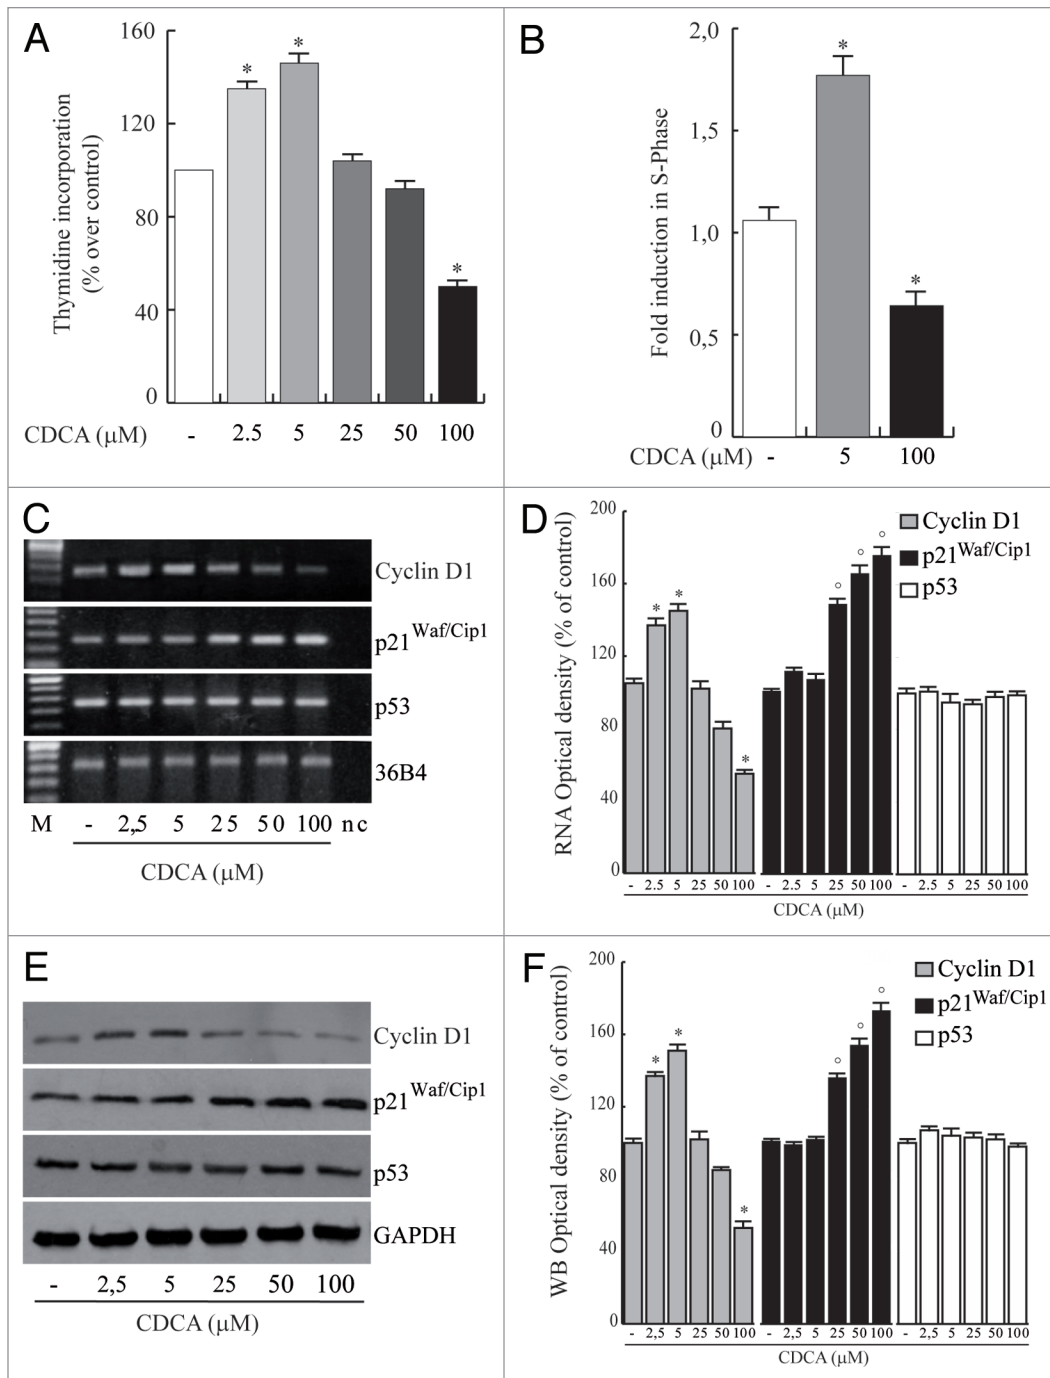 A
160
120
80
40
0
Thymidine incorporation
(% over control)
* * *
CDCA (µM) - 2.5 5 25 50 100
B
2,0
1,5
1,0
0,5
0
Fold induction in S-Phase
* *
CDCA (µM) - 5 100
C
Cyclin D1
p21Waf/Cip1
p53
36B4
M - 2,5 5 25 50 100 nc
CDCA (µM)
D
200
160
120
80
40
0
RNA Optical density (% of control)
Cyclin D1
p21Waf/Cip1
p53
* * * ° ° °
- 2.5 5 25 50 100 - 2.5 5 25 50 100 - 2.5 5 25 50 100
CDCA (µM)
E
Cyclin D1
p21Waf/Cip1
p53
GAPDH
- 2,5 5 25 50 100
CDCA (µM)
F
200
160
120
80
40
0
WB Optical density (% of control)
Cyclin D1
p21Waf/Cip1
p53
* * * ° ° °
- 2,5 5 25 50 100 - 2,5 5 25 50 100 - 2,5 5 25 50 100
CDCA (µM)